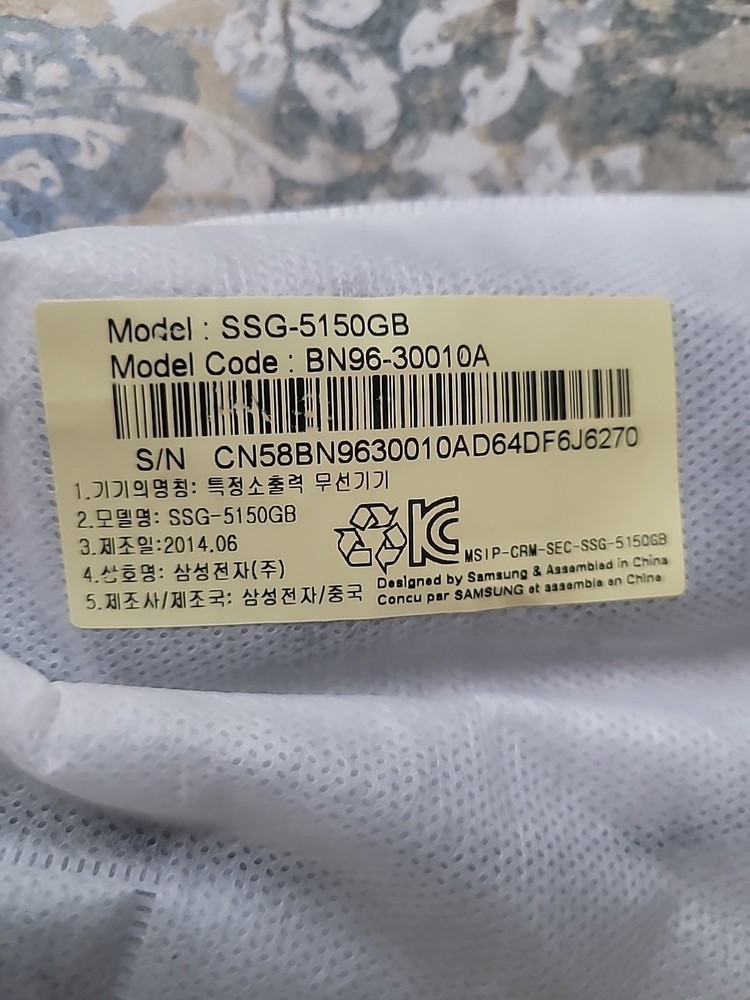 Model : SSG-5150GB
Model Code : BN96-30010A
S/N CN58BN9630010AD64DF6J6270
1.기기의명칭: 특정소출력 무선기기
2.모델명: SSG-5150GB
3.제조일:2014.06
4.상호명: 삼성전자(주)
5.제조사/제조국: 삼성전자/중국
MSIP-CRM-SEC-SSG-5150GB
Designed by Samsung & Assembled in China
Concu par SAMSUNG et assemble en Chine